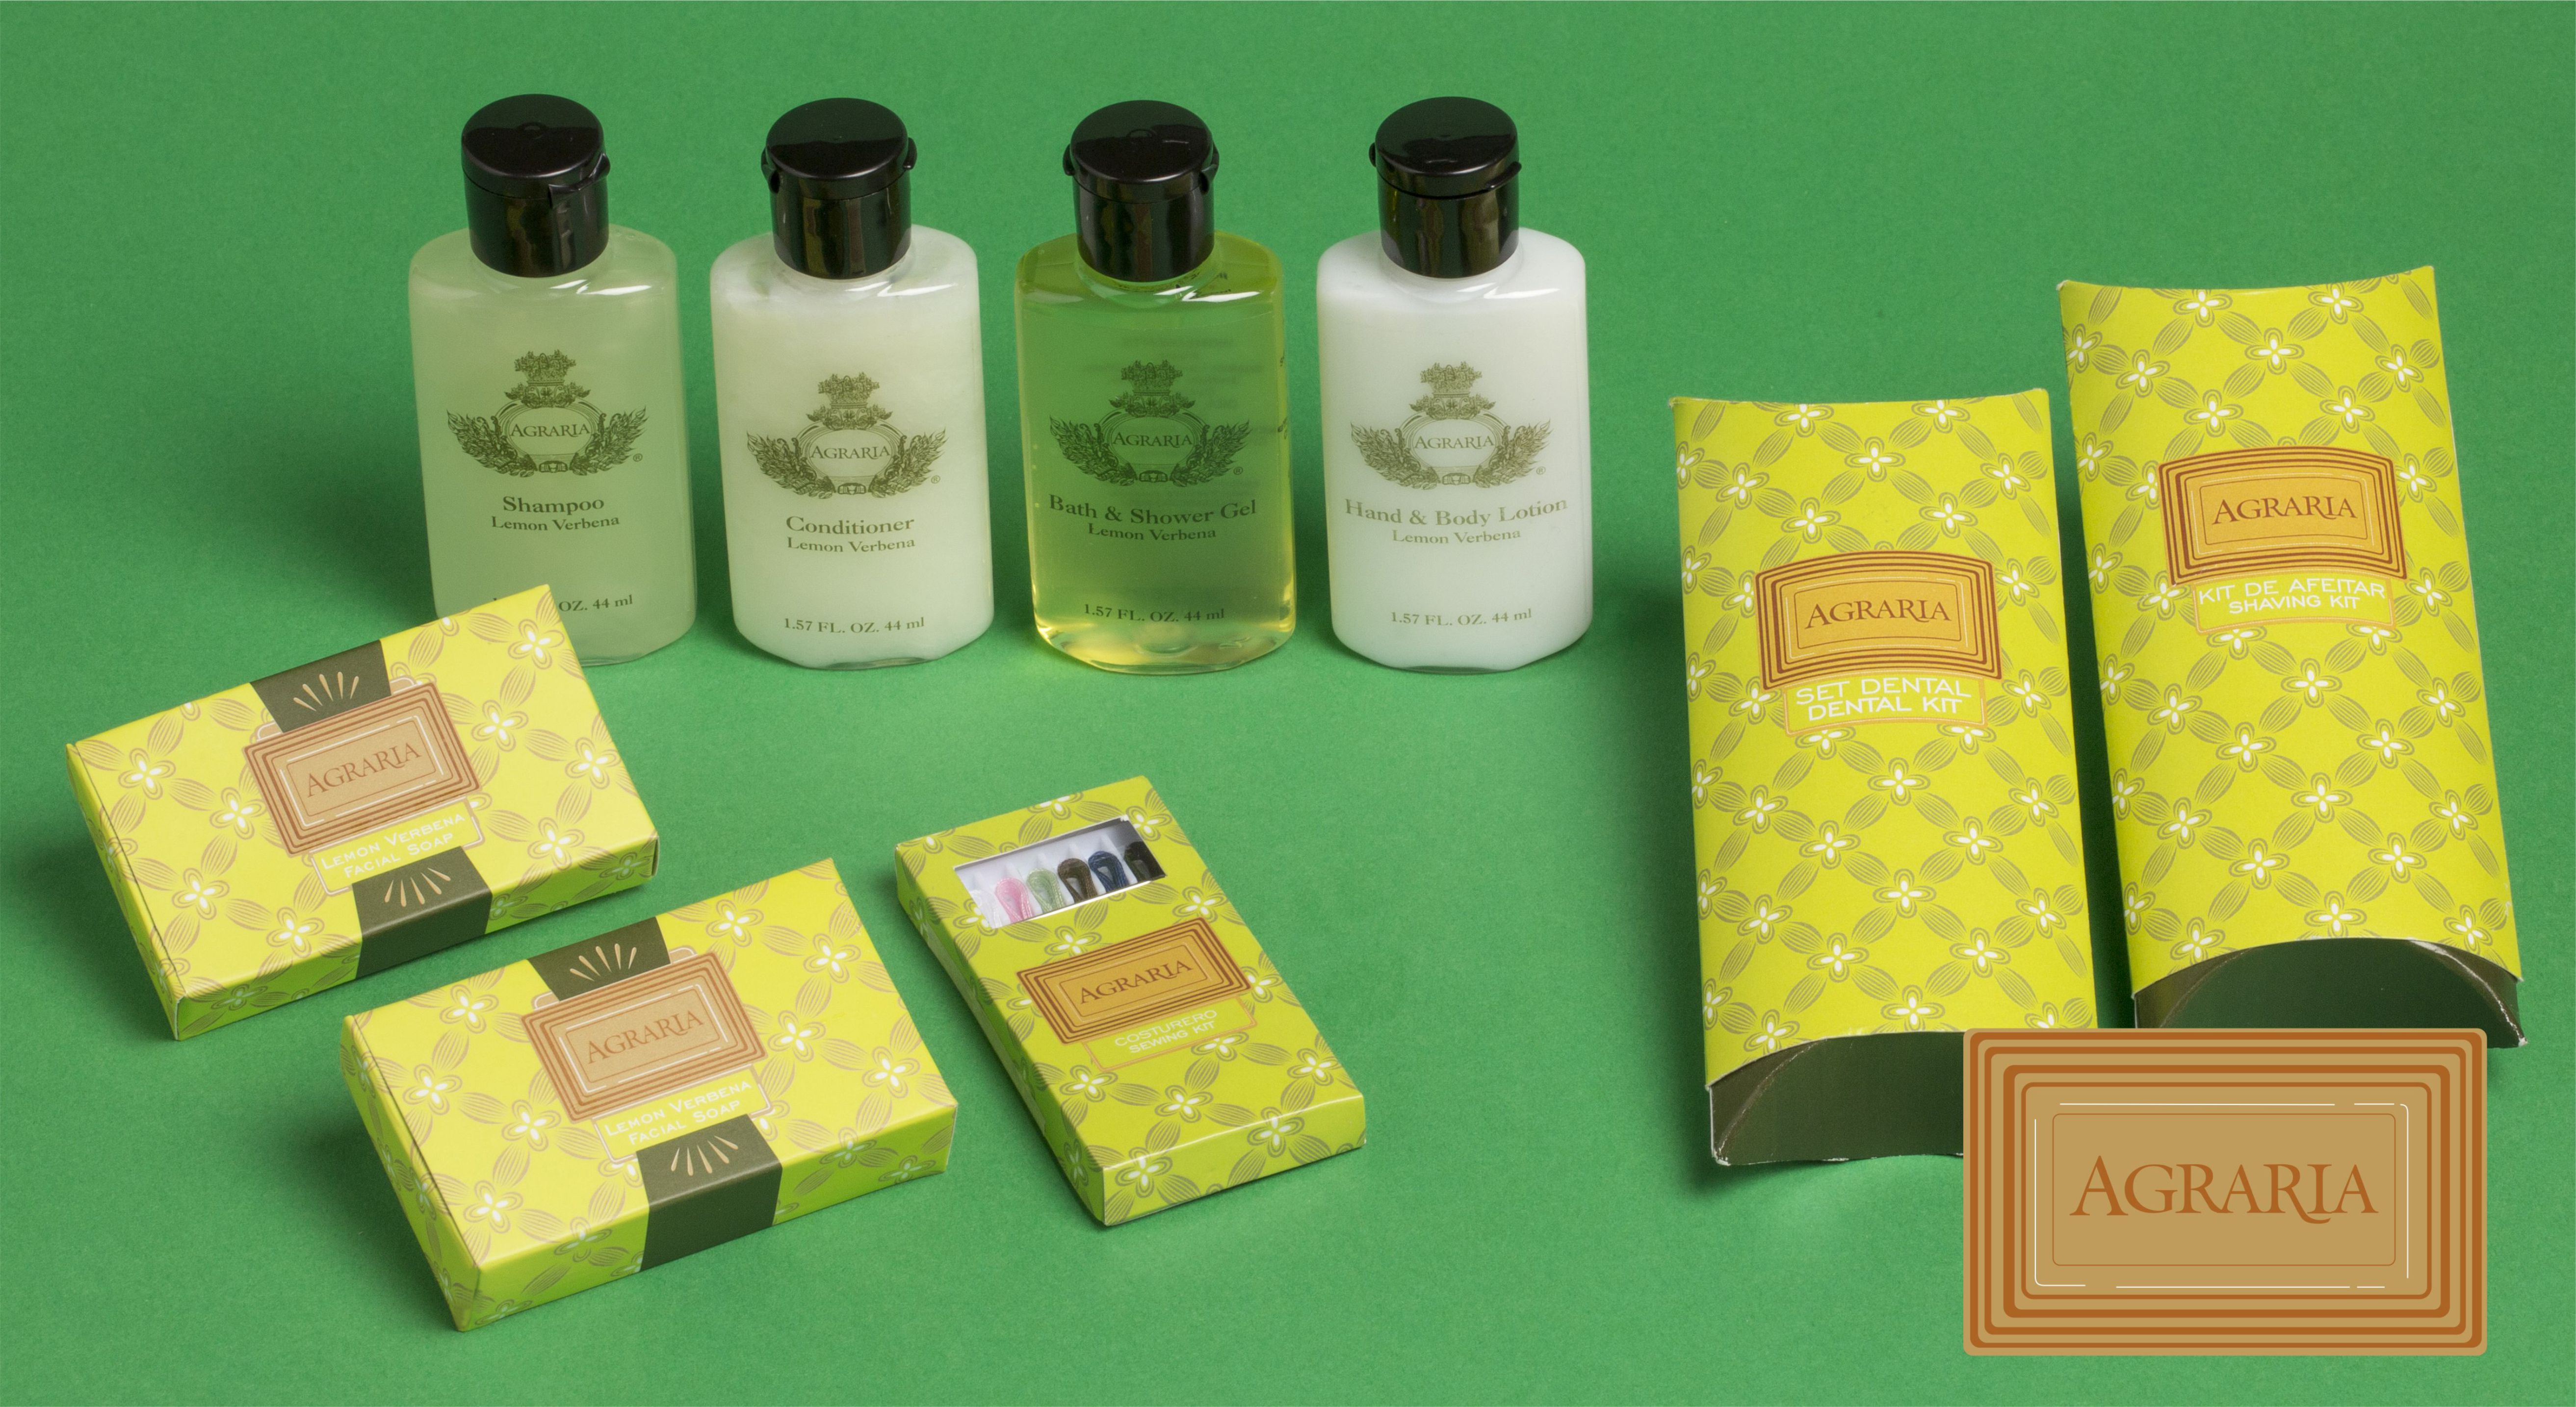 AGRARIA
®
Shampoo
Lemon Verbena
OZ. 44 ml
AGRARIA
®
Conditioner
Lemon Verbena
1.57 FL. OZ. 44 ml
AGRARIA
®
Bath & Shower Gel
Lemon Verbena
1.57 FL. OZ. 44 ml
AGRARIA
®
Hand & Body Lotion
Lemon Verbena
1.57 FL. OZ. 44 ml
AGRARIA
SET DENTAL
DENTAL KIT
AGRARIA
KIT DE AFEITAR
SHAVING KIT
AGRARIA
LEMON VERBENA
FACIAL SOAP
AGRARIA
LEMON VERBENA
FACIAL SOAP
AGRARIA
COSTURERO
SEWING KIT
AGRARIA